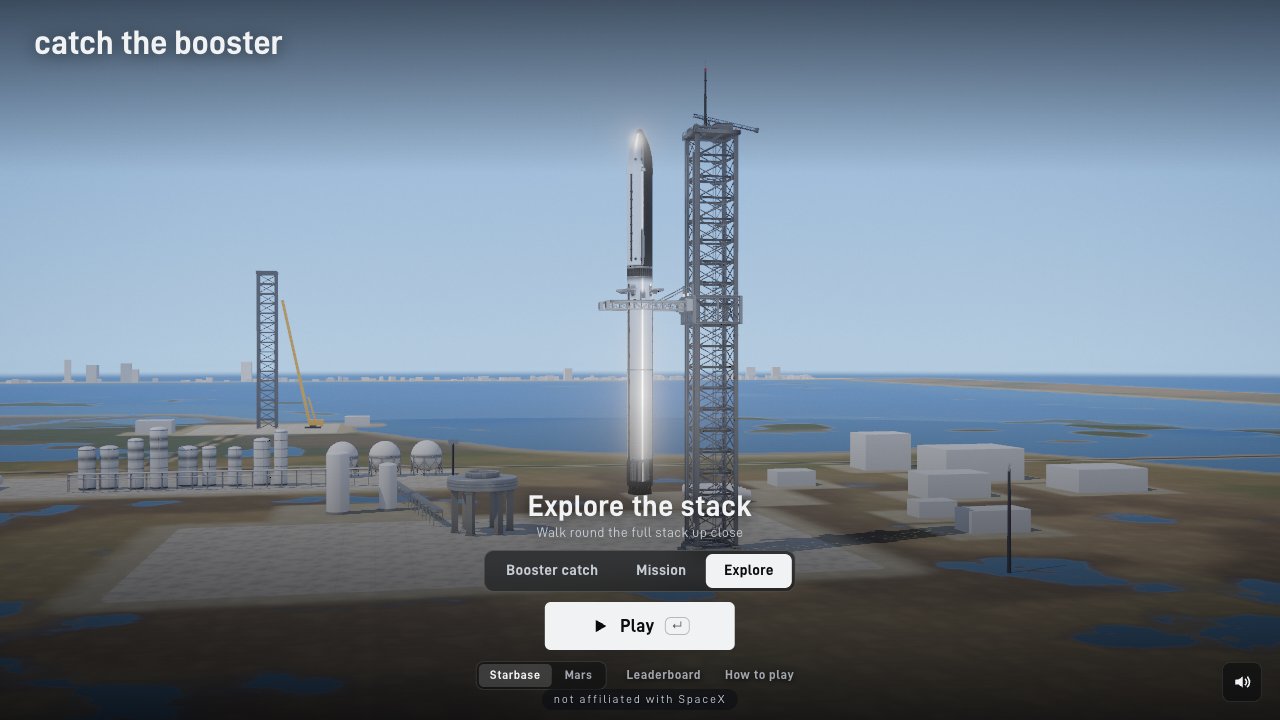 catch the booster
Explore the stack
Walk round the full stack up close
Booster catch Mission Explore
Play
Starbase Mars Leaderboard How to play
not affiliated with SpaceX